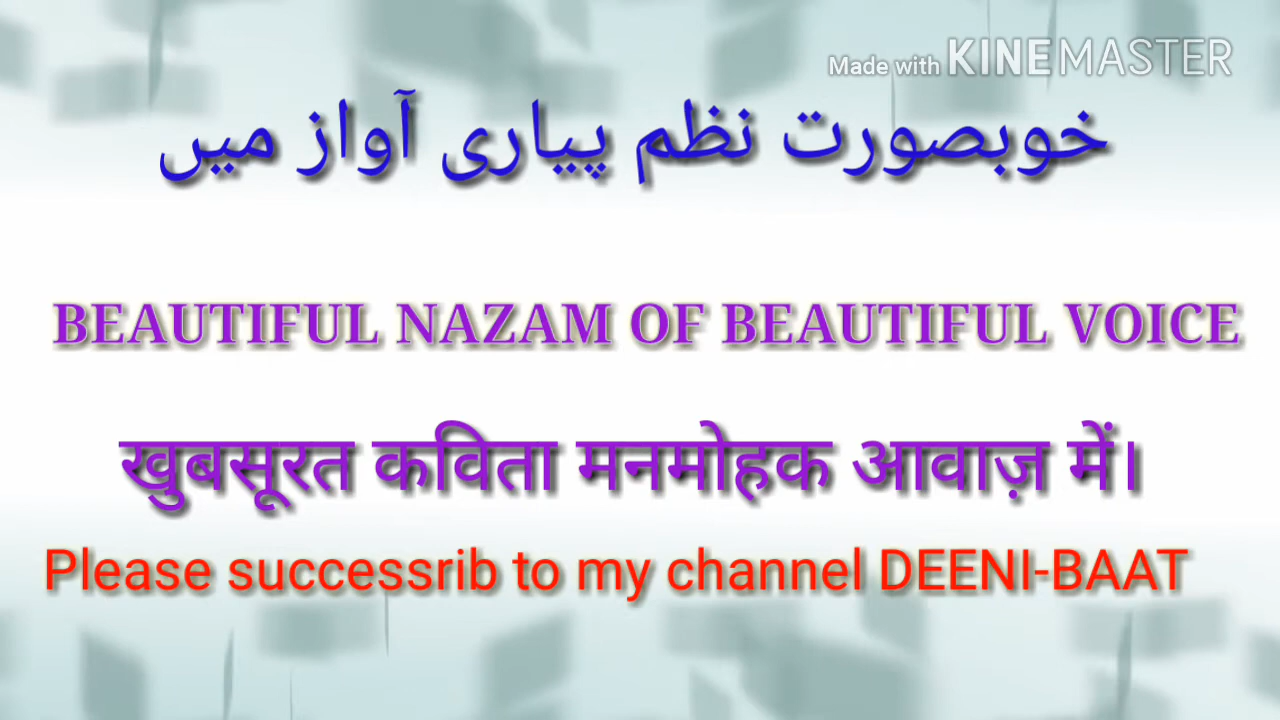 Made with KINEMASTER
خوبصورت نظم پیاری آواز میں
BEAUTIFUL NAZAM OF BEAUTIFUL VOICE
खुबसूरत कविता मनमोहक आवाज़ में।
Please successrib to my channel DEENI-BAAT